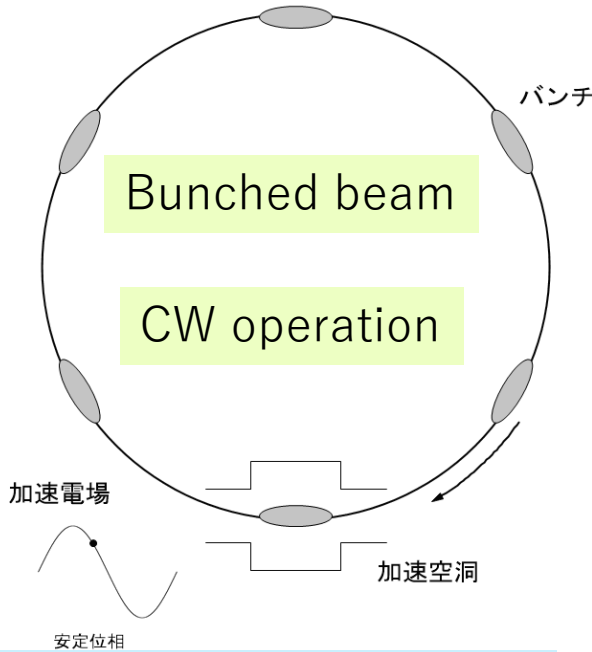 バンチ
Bunched beam
CW operation
加速電場
加速空洞
安定位相